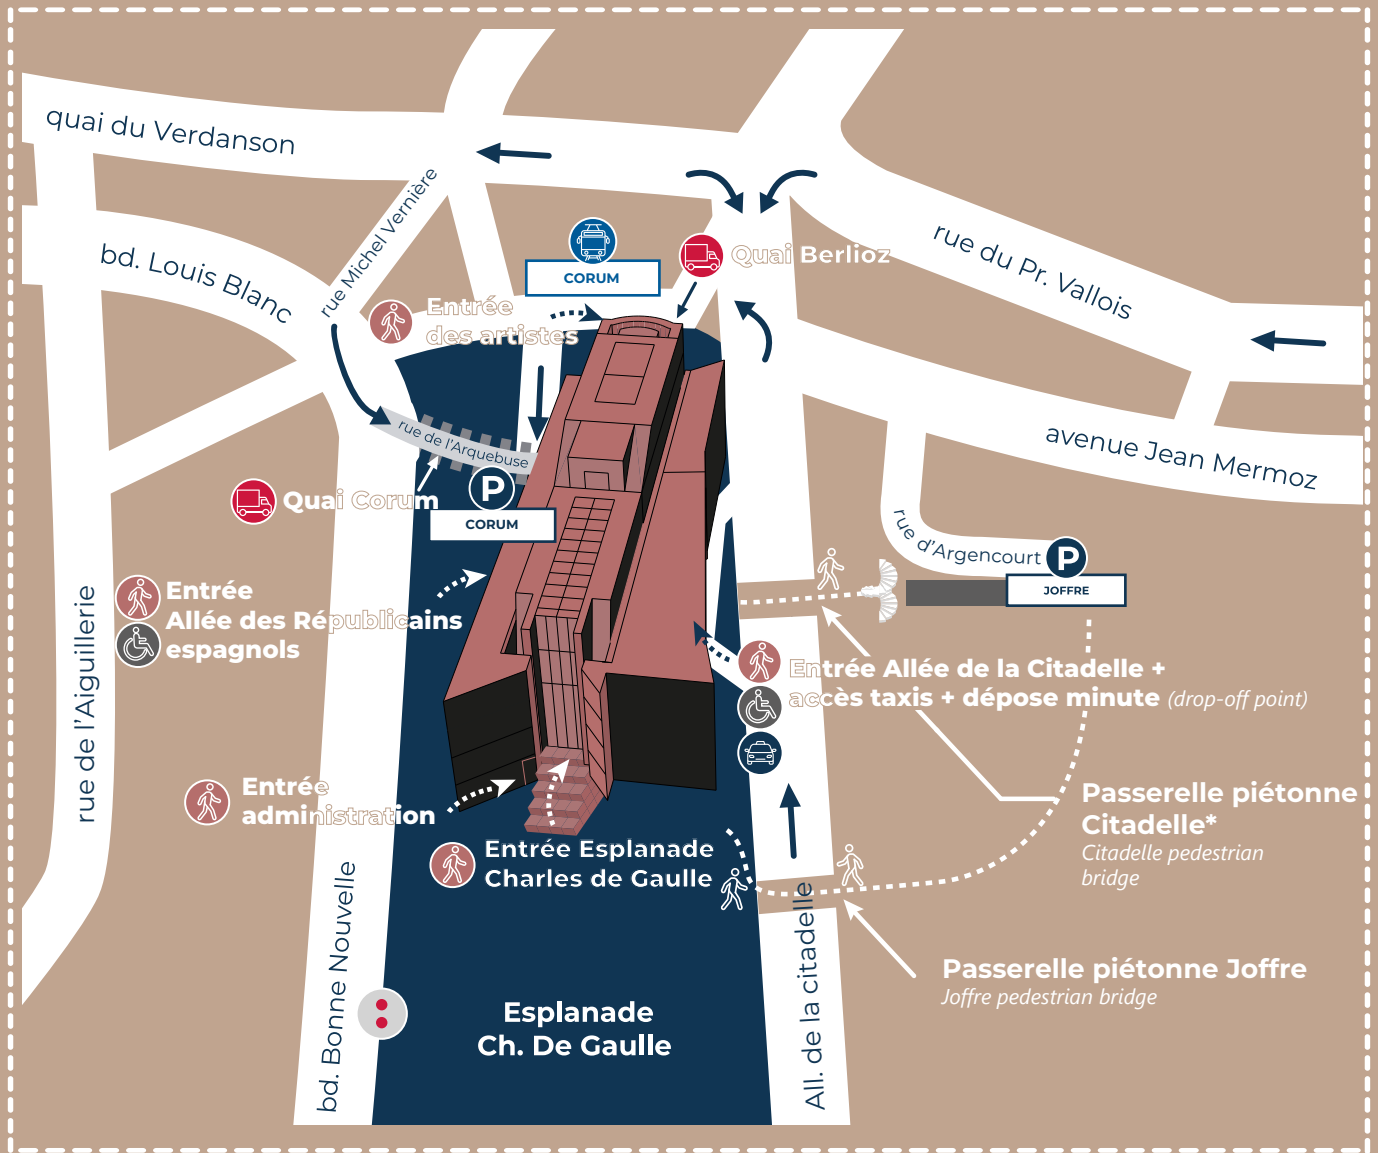 quai du Verdanson
bd. Louis Blanc
rue Michel Vernière
CORUM
Quai Berlioz
rue du Pr. Vallois
Entrée
des artistes
avenue Jean Mermoz
rue de l'Arquebuse
P
CORUM
Quai Corum
rue d'Argencourt
P
JOFFRE
rue de l'Aiguillerie
Entrée
Allée des Républicains
espagnols
Entrée Allée de la Citadelle +
accès taxis + dépose minute (drop-off point)
Entrée
administration
Passerelle piétonne
Citadelle*
Citadelle pedestrian
bridge
Entrée Esplanade
Charles de Gaulle
bd. Bonne Nouvelle
All. de la citadelle
Passerelle piétonne Joffre
Joffre pedestrian bridge
Esplanade
Ch. De Gaulle